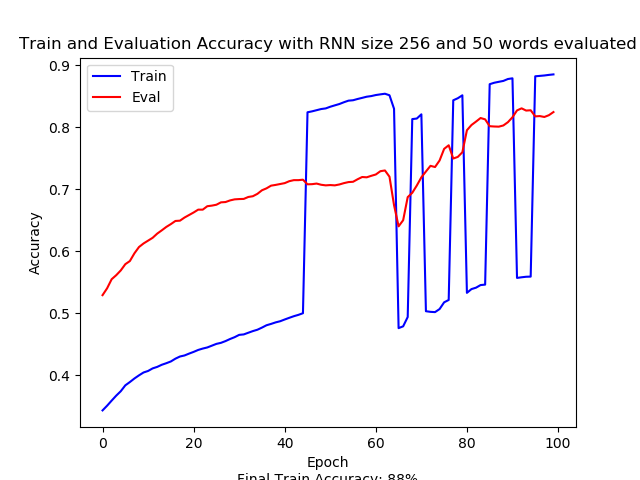 Train and Evaluation Accuracy with RNN size 256 and 50 words evaluated
Train
Eval
0.9
0.8
0.7
0.6
0.5
0.4
Accuracy
0 20 40 60 80 100
Epoch
Final Train Accuracy: 88%